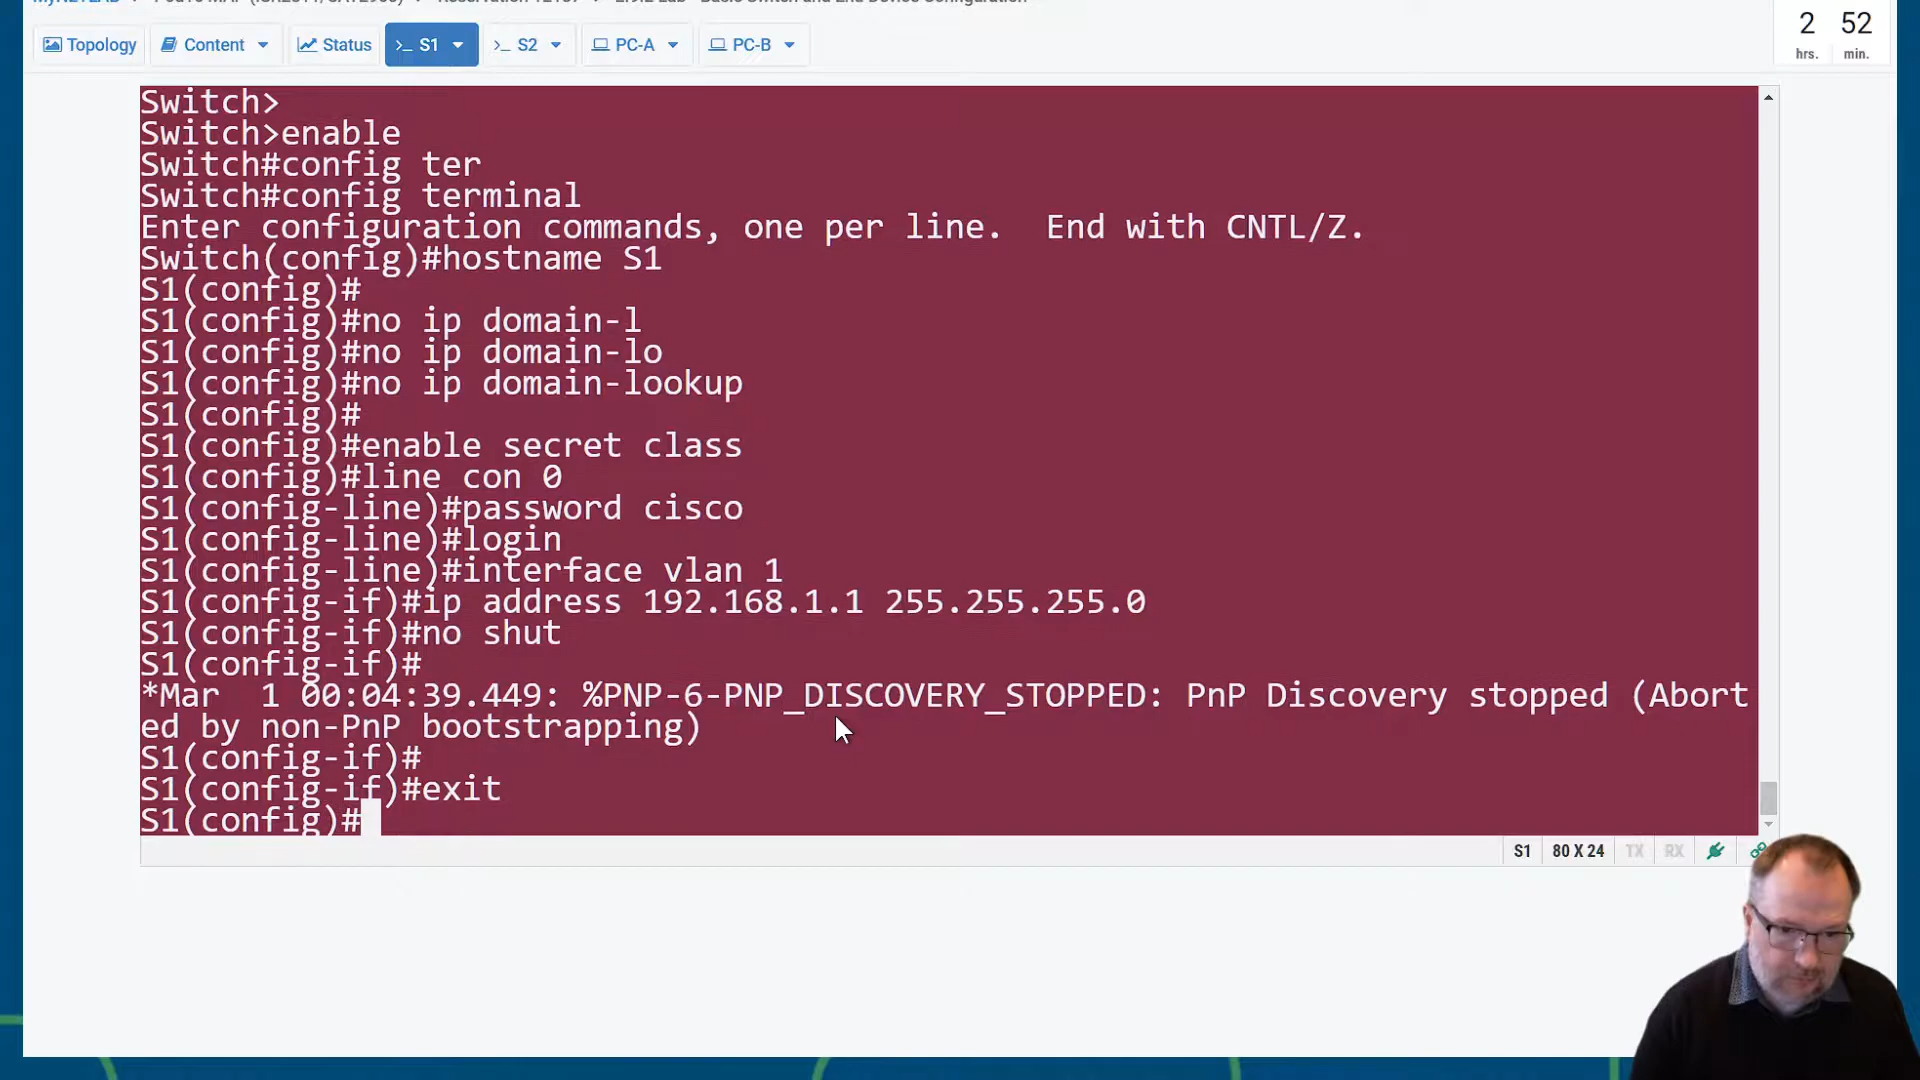 Topology Content Status >_ S1 >_ S2 PC-A PC-B
2 52
hrs. min.
Switch>
Switch>enable
Switch#config ter
Switch#config terminal
Enter configuration commands, one per line.  End with CNTL/Z.
Switch(config)#hostname S1
S1(config)#
S1(config)#no ip domain-l
S1(config)#no ip domain-lo
S1(config)#no ip domain-lookup
S1(config)#
S1(config)#enable secret class
S1(config)#line con 0
S1(config-line)#password cisco
S1(config-line)#login
S1(config-line)#interface vlan 1
S1(config-if)#ip address 192.168.1.1 255.255.255.0
S1(config-if)#no shut
S1(config-if)#
*Mar  1 00:04:39.449: %PNP-6-PNP_DISCOVERY_STOPPED: PnP Discovery stopped (Abort
ed by non-PnP bootstrapping)
S1(config-if)#
S1(config-if)#exit
S1(config)#
S1 80 X 24 TX RX